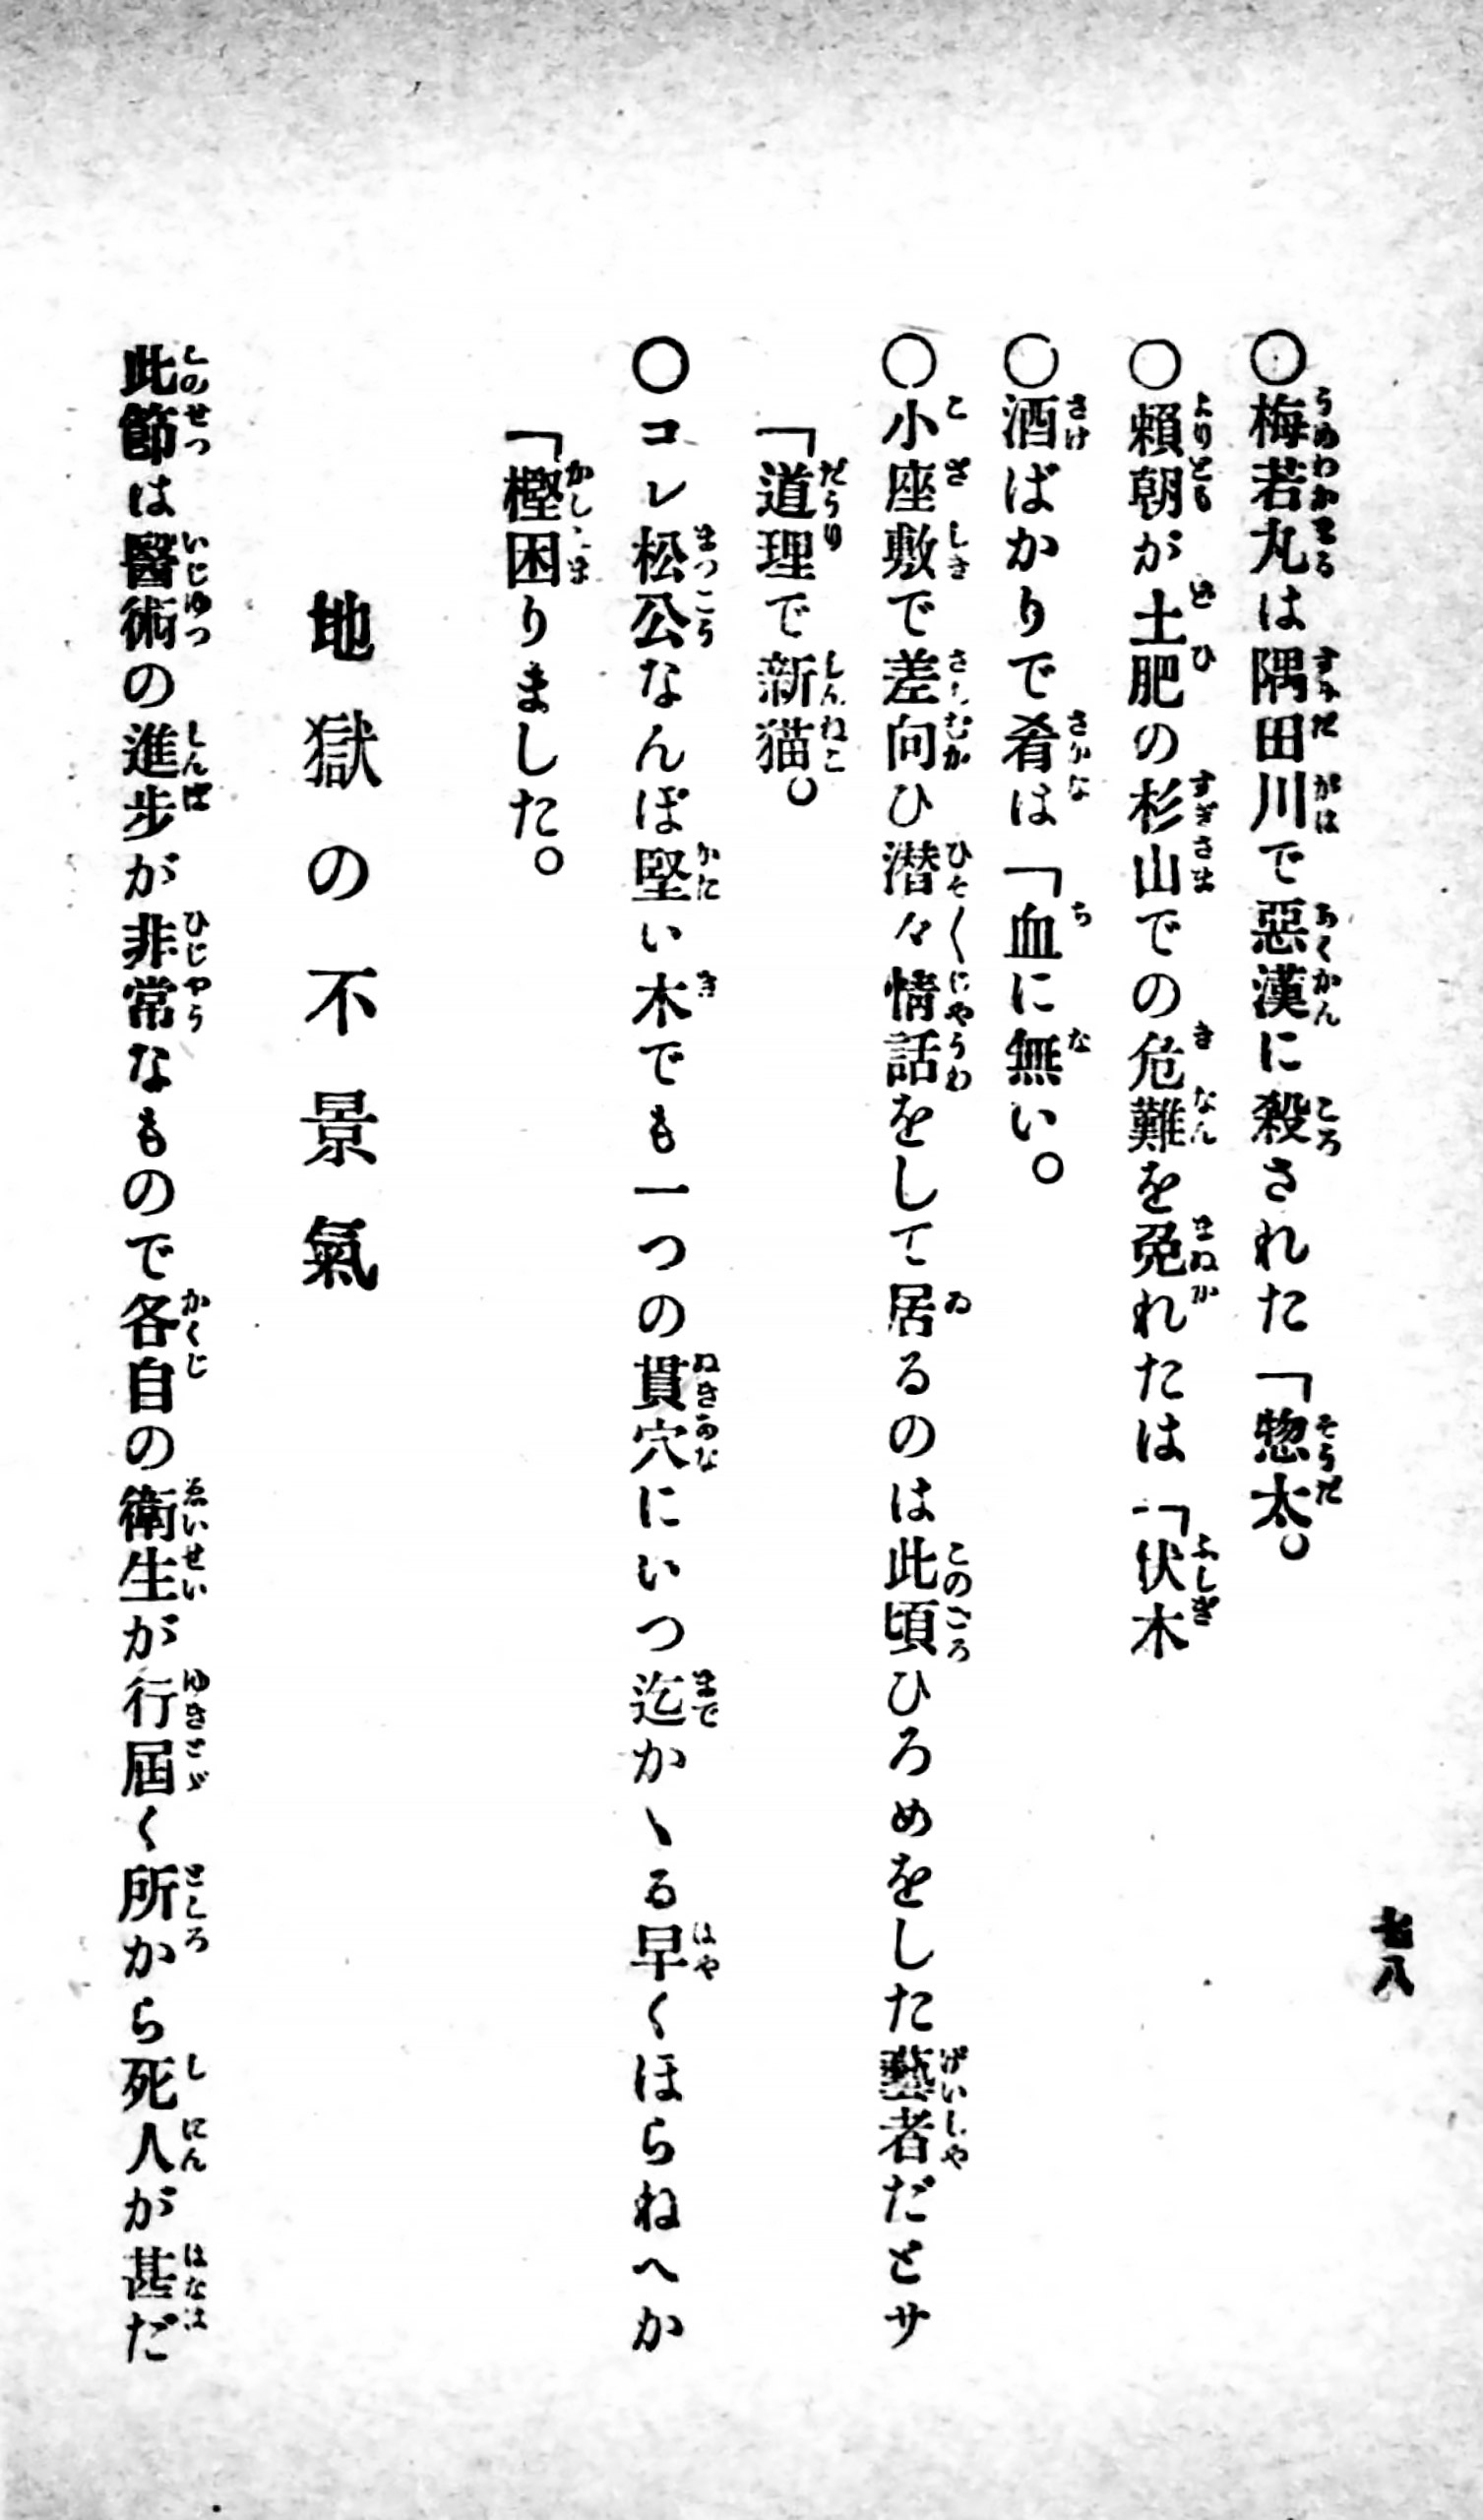 七八
〇梅若丸は隅田川で惡漢に殺された「惣太。
〇頼朝が土肥の杉山での危難を免れたは「伏木
〇酒ばかりで肴は「血に無い。
〇小座敷で差向ひ潜々情話をして居るのは此頃ひろめをした藝者だとサ
「道理で新猫。
〇コレ松公なんぼ堅い木でも一つの貫穴にいつ迄かゝる早くほらねへか
「樫困りました。
地獄の不景氣
此節は醫術の進歩が非常なもので各自の衛生が行屆く所から死人が甚だ